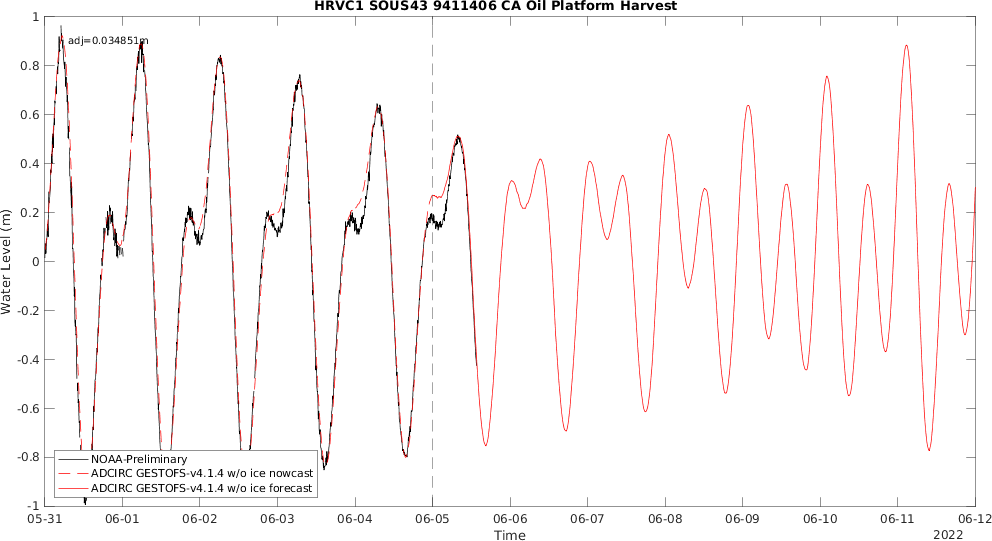 HRVC1 SOUS43 9411406 CA Oil Platform Harvest
adj=0.034851m
1
0.8
0.6
0.4
0.2
0
-0.2
-0.4
-0.6
-0.8
-1
Water Level (m)
NOAA-Preliminary
ADCIRC GESTOFS-v4.1.4 w/o ice nowcast
ADCIRC GESTOFS-v4.1.4 w/o ice forecast
05-31 06-01 06-02 06-03 06-04 06-05 06-06 06-07 06-08 06-09 06-10 06-11 06-12
Time
2022